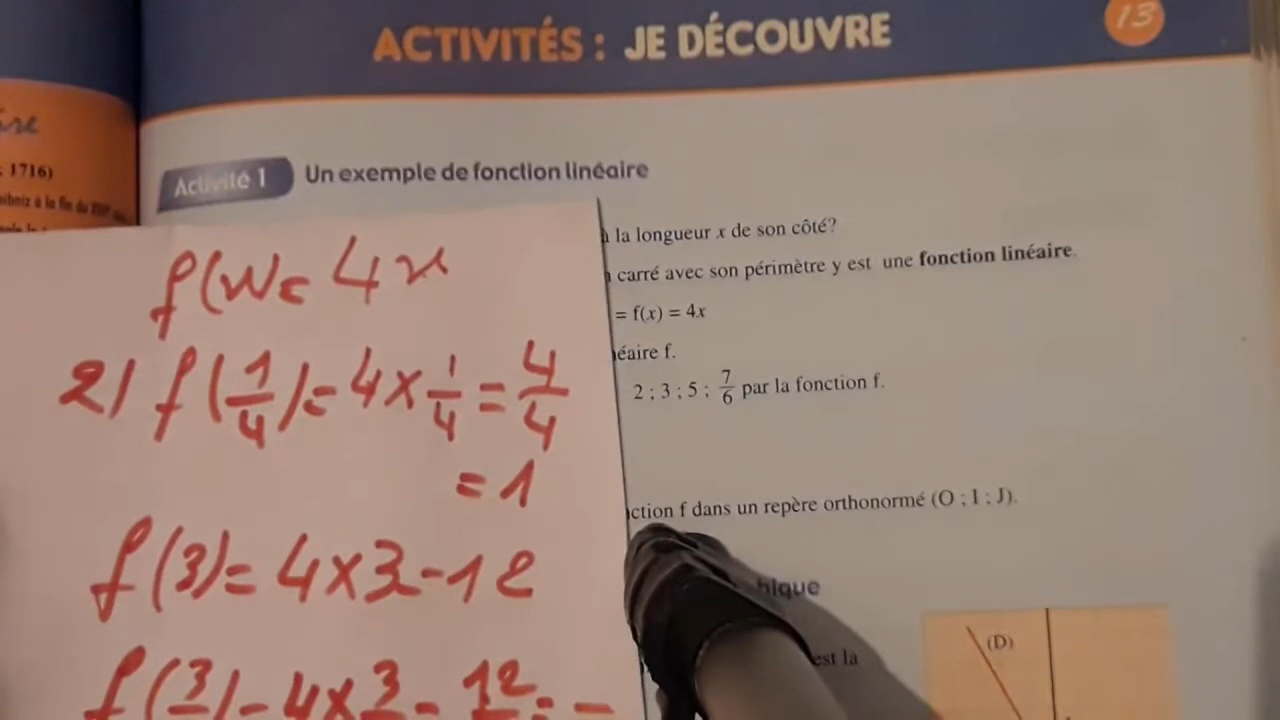 ACTIVITÉS : JE DÉCOUVRE
13
1716)
Activité 1 Un exemple de fonction linéaire
à la longueur x de son côté?
carré avec son périmètre y est une fonction linéaire.
= f(x) = 4x
éaire f.
2 ; 3 ; 5 ; 7/6 par la fonction f.
ction f dans un repère orthonormé (O ; I ; J).
hique
est la
(D)
f(x)= 4x
2) f(1/4)= 4×1/4 = 4/4
= 1
f(3)= 4×3-12